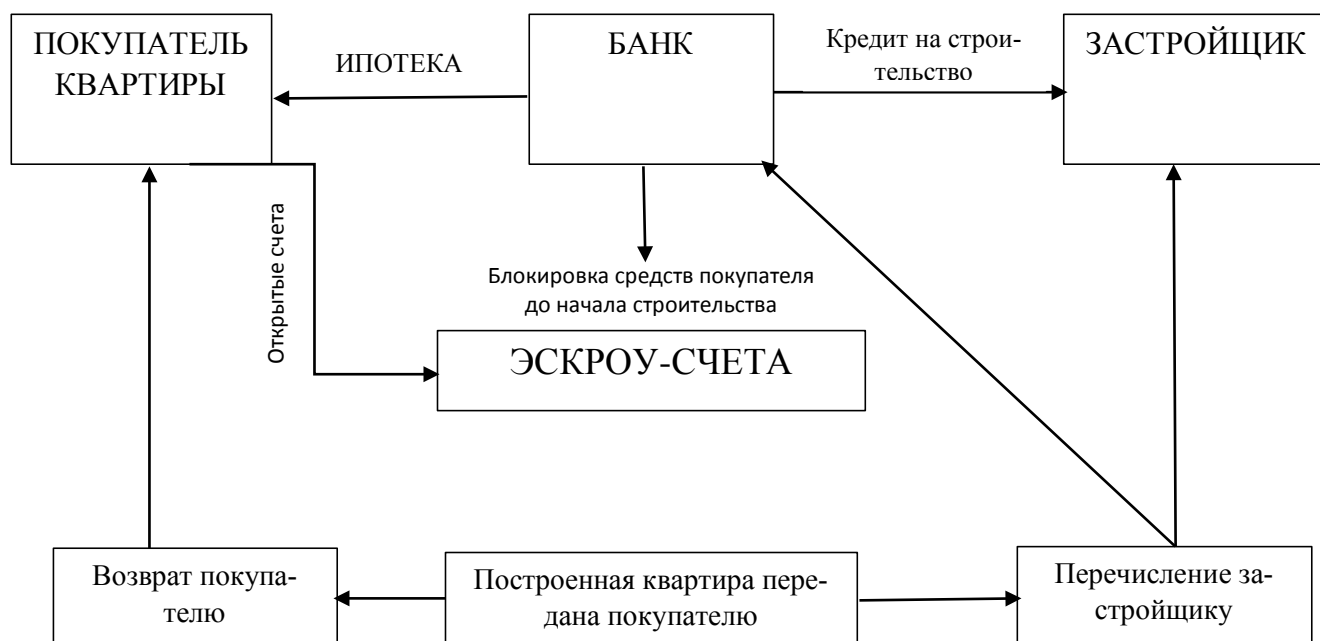 ПОКУПАТЕЛЬ
КВАРТИРЫ
ИПОТЕКА
БАНК
Кредит на строи-
тельство
ЗАСТРОЙЩИК
Открытые счета
Блокировка средств покупателя
до начала строительства
ЭСКРОУ-СЧЕТА
Возврат покупа-
телю
Построенная квартира пере-
дана покупателю
Перечисление за-
стройщику